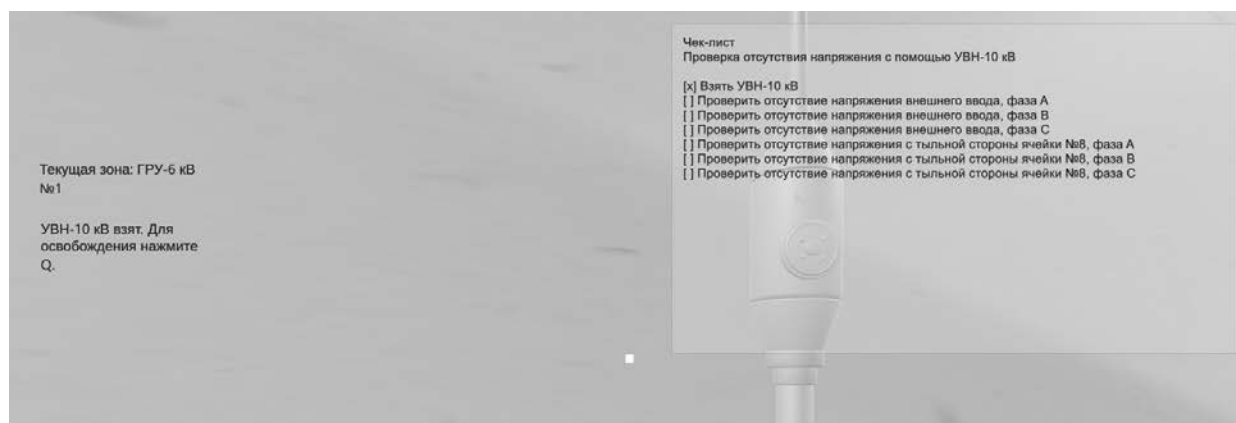 Текущая зона: ГРУ-6 кВ
№1
УВН-10 кВ взят. Для
освобождения нажмите
Q.
Чек-лист
Проверка отсутствия напряжения с помощью УВН-10 кВ
[x] Взять УВН-10 кВ
[ ] Проверить отсутствие напряжения внешнего ввода, фаза А
[ ] Проверить отсутствие напряжения внешнего ввода, фаза В
[ ] Проверить отсутствие напряжения внешнего ввода, фаза С
[ ] Проверить отсутствие напряжения с тыльной стороны ячейки №8, фаза А
[ ] Проверить отсутствие напряжения с тыльной стороны ячейки №8, фаза В
[ ] Проверить отсутствие напряжения с тыльной стороны ячейки №8, фаза С